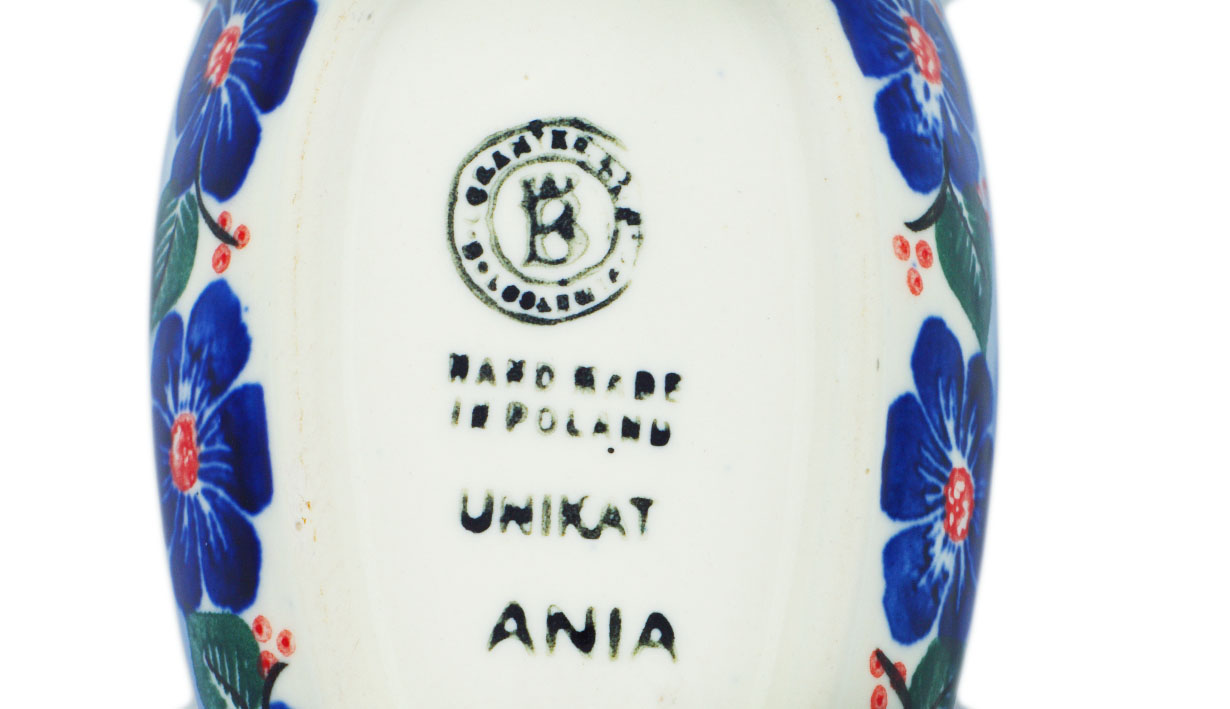 B
HAND MADE
IN POLAND
UNIKAT
ANIA